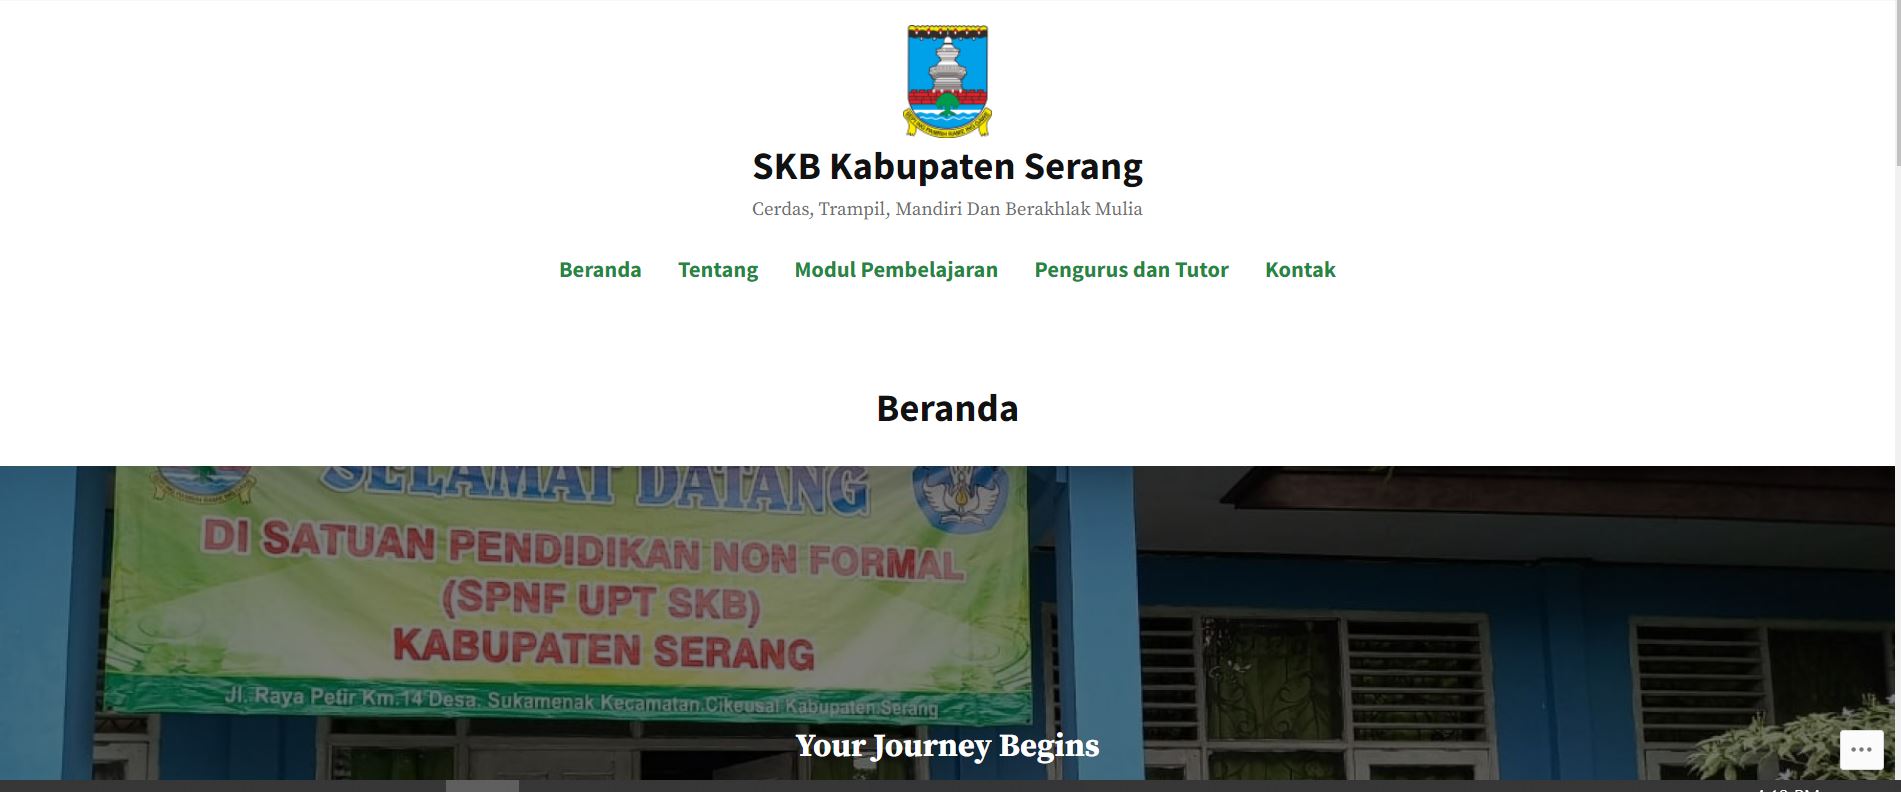 SKB Kabupaten Serang
Cerdas, Trampil, Mandiri Dan Berakhlak Mulia
Beranda Tentang Modul Pembelajaran Pengurus dan Tutor Kontak
Beranda
SELAMAT DATANG
DI SATUAN PENDIDIKAN NON FORMAL
(SPNF UPT SKB)
KABUPATEN SERANG
Jl. Raya Petir Km.14 Desa. Sukamenak Kecamatan.Cikeusal Kabupaten.Serang
Your Journey Begins